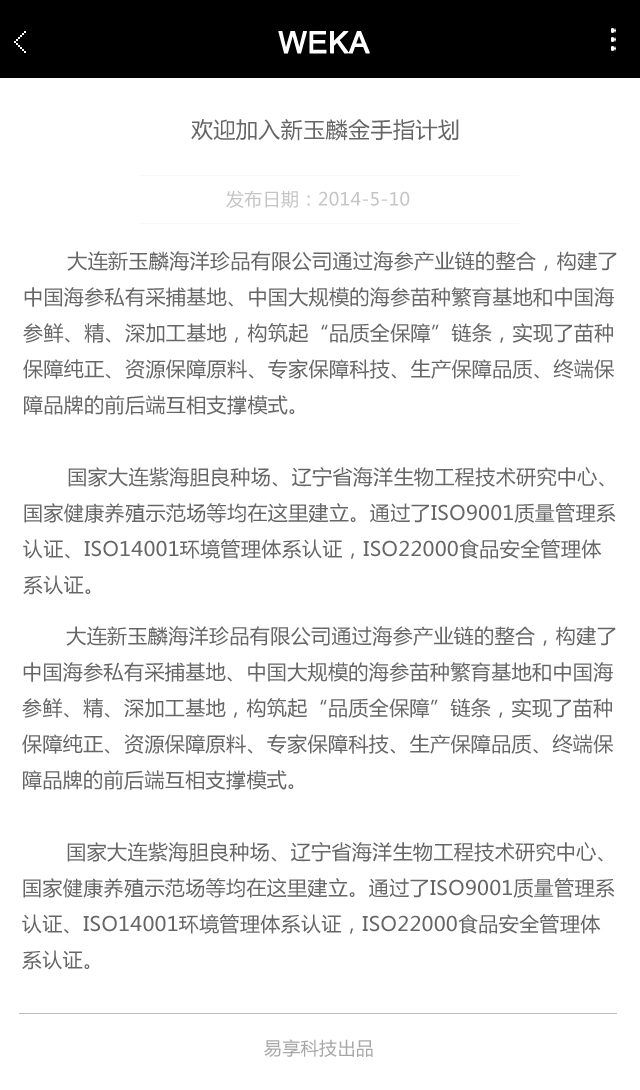 WEKA
欢迎加入新玉麟金手指计划
发布日期：2014-5-10
大连新玉麟海洋珍品有限公司通过海参产业链的整合，构建了
中国海参私有采捕基地、中国大规模的海参苗种繁育基地和中国海
参鲜、精、深加工基地，构筑起“品质全保障”链条，实现了苗种
保障纯正、资源保障原料、专家保障科技、生产保障品质、终端保
障品牌的前后端互相支撑模式。
国家大连紫海胆良种场、辽宁省海洋生物工程技术研究中心、
国家健康养殖示范场等均在这里建立。通过了ISO9001质量管理系
认证、ISO14001环境管理体系认证，ISO22000食品安全管理体
系认证。
大连新玉麟海洋珍品有限公司通过海参产业链的整合，构建了
中国海参私有采捕基地、中国大规模的海参苗种繁育基地和中国海
参鲜、精、深加工基地，构筑起“品质全保障”链条，实现了苗种
保障纯正、资源保障原料、专家保障科技、生产保障品质、终端保
障品牌的前后端互相支撑模式。
国家大连紫海胆良种场、辽宁省海洋生物工程技术研究中心、
国家健康养殖示范场等均在这里建立。通过了ISO9001质量管理系
认证、ISO14001环境管理体系认证，ISO22000食品安全管理体
系认证。
易享科技出品